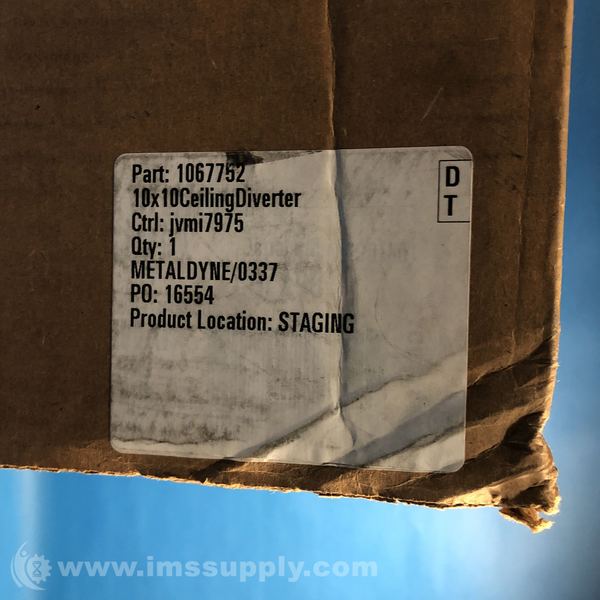 Part: 1067752
10x10CeilingDiverter
Ctrl: jvmi7975
Qty: 1
METALDYNE/0337
PO: 16554
Product Location: STAGING
D
T
www.imssupply.com